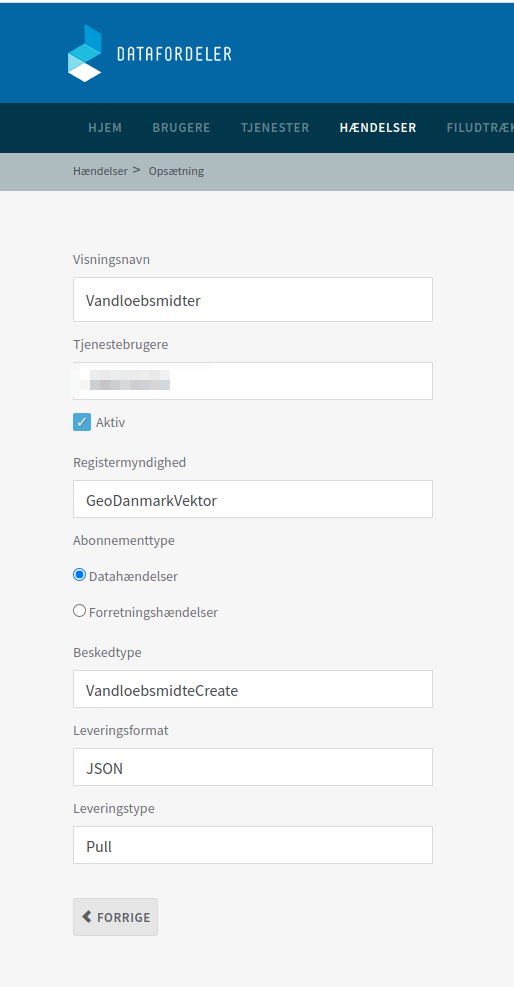 DATAFORDELER
HJEM BRUGERE TJENESTER HÆNDELSER FILUDTRÆK
Hændelser > Opsætning
Visningsnavn
Vandloebsmidter
Tjenestebrugere
Aktiv
Registermyndighed
GeoDanmarkVektor
Abonnementtype
Datahændelser
Forretningshændelser
Beskedtype
VandloebsmidteCreate
Leveringsformat
JSON
Leveringstype
Pull
FORRIGE